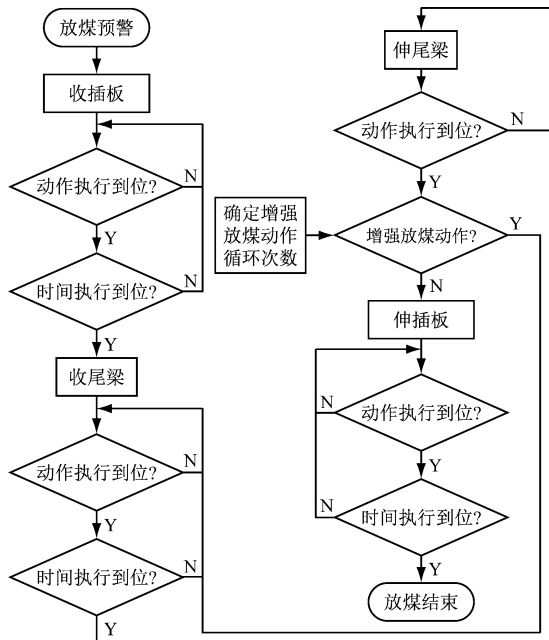 放煤预警
收插板
动作执行到位?
N
Y
时间执行到位?
N
Y
收尾梁
动作执行到位?
N
Y
时间执行到位?
N
Y
伸尾梁
动作执行到位?
N
Y
确定增强
放煤动作
循环次数
增强放煤动作?
Y
N
伸插板
动作执行到位?
N
Y
时间执行到位?
N
Y
放煤结束